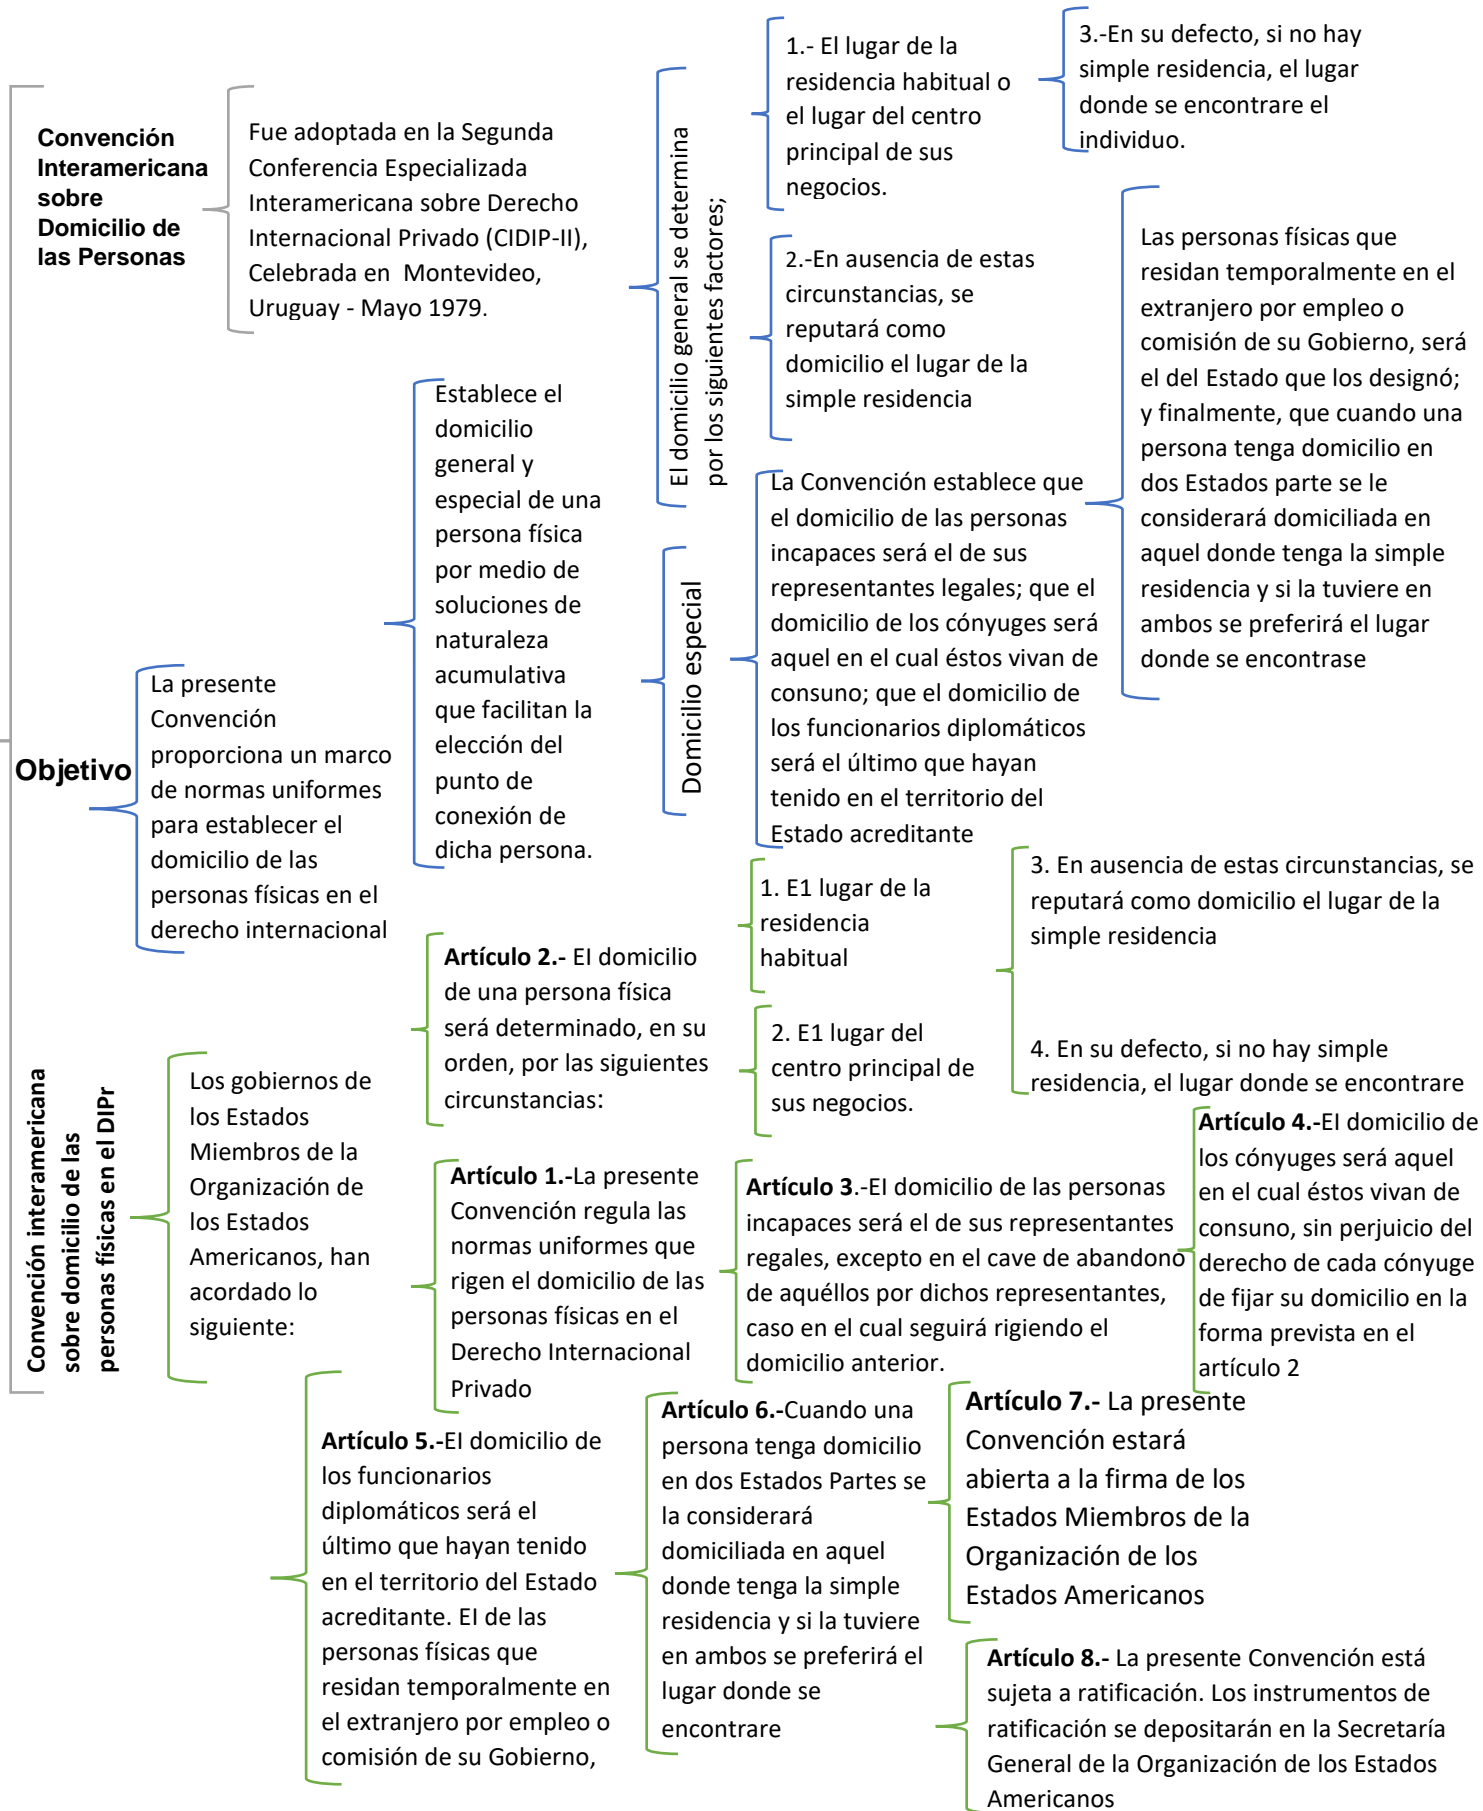 Convención
Interamericana
sobre
Domicilio de
las Personas
Fue adoptada en la Segunda
Conferencia Especializada
Interamericana sobre Derecho
Internacional Privado (CIDIP-II),
Celebrada en Montevideo,
Uruguay - Mayo 1979.
Objetivo
La presente
Convención
proporciona un marco
de normas uniformes
para establecer el
domicilio de las
personas físicas en el
derecho internacional
Establece el
domicilio
general y
especial de una
persona física
por medio de
soluciones de
naturaleza
acumulativa
que facilitan la
elección del
punto de
conexión de
dicha persona.
El domicilio general se determina
por los siguientes factores;
1.- El lugar de la
residencia habitual o
el lugar del centro
principal de sus
negocios.
3.-En su defecto, si no hay
simple residencia, el lugar
donde se encontrare el
individuo.
2.-En ausencia de estas
circunstancias, se
reputará como
domicilio el lugar de la
simple residencia
Domicilio especial
La Convención establece que
el domicilio de las personas
incapaces será el de sus
representantes legales; que el
domicilio de los cónyuges será
aquel en el cual éstos vivan de
consuno; que el domicilio de
los funcionarios diplomáticos
será el último que hayan
tenido en el territorio del
Estado acreditante
Las personas físicas que
residan temporalmente en el
extranjero por empleo o
comisión de su Gobierno, será
el del Estado que los designó;
y finalmente, que cuando una
persona tenga domicilio en
dos Estados parte se le
considerará domiciliada en
aquel donde tenga la simple
residencia y si la tuviere en
ambos se preferirá el lugar
donde se encontrase
Convención interamericana
sobre domicilio de las
personas físicas en el DIPr
Los gobiernos de
los Estados
Miembros de la
Organización de
los Estados
Americanos, han
acordado lo
siguiente:
Artículo 2.- EI domicilio
de una persona física
será determinado, en su
orden, por las siguientes
circunstancias:
1. E1 lugar de la
residencia
habitual
2. E1 lugar del
centro principal de
sus negocios.
3. En ausencia de estas circunstancias, se
reputará como domicilio el lugar de la
simple residencia
4. En su defecto, si no hay simple
residencia, el lugar donde se encontrare
Artículo 1.-La presente
Convención regula las
normas uniformes que
rigen el domicilio de las
personas físicas en el
Derecho Internacional
Privado
Artículo 3.-EI domicilio de las personas
incapaces será el de sus representantes
regales, excepto en el cave de abandono
de aquéllos por dichos representantes,
caso en el cual seguirá rigiendo el
domicilio anterior.
Artículo 4.-EI domicilio de
los cónyuges será aquel
en el cual éstos vivan de
consuno, sin perjuicio del
derecho de cada cónyuge
de fijar su domicilio en la
forma prevista en el
artículo 2
Artículo 5.-EI domicilio de
los funcionarios
diplomáticos será el
último que hayan tenido
en el territorio del Estado
acreditante. EI de las
personas físicas que
residan temporalmente en
el extranjero por empleo o
comisión de su Gobierno,
Artículo 6.-Cuando una
persona tenga domicilio
en dos Estados Partes se
la considerará
domiciliada en aquel
donde tenga la simple
residencia y si la tuviere
en ambos se preferirá el
lugar donde se
encontrare
Artículo 7.- La presente
Convención estará
abierta a la firma de los
Estados Miembros de la
Organización de los
Estados Americanos
Artículo 8.- La presente Convención está
sujeta a ratificación. Los instrumentos de
ratificación se depositarán en la Secretaría
General de la Organización de los Estados
Americanos